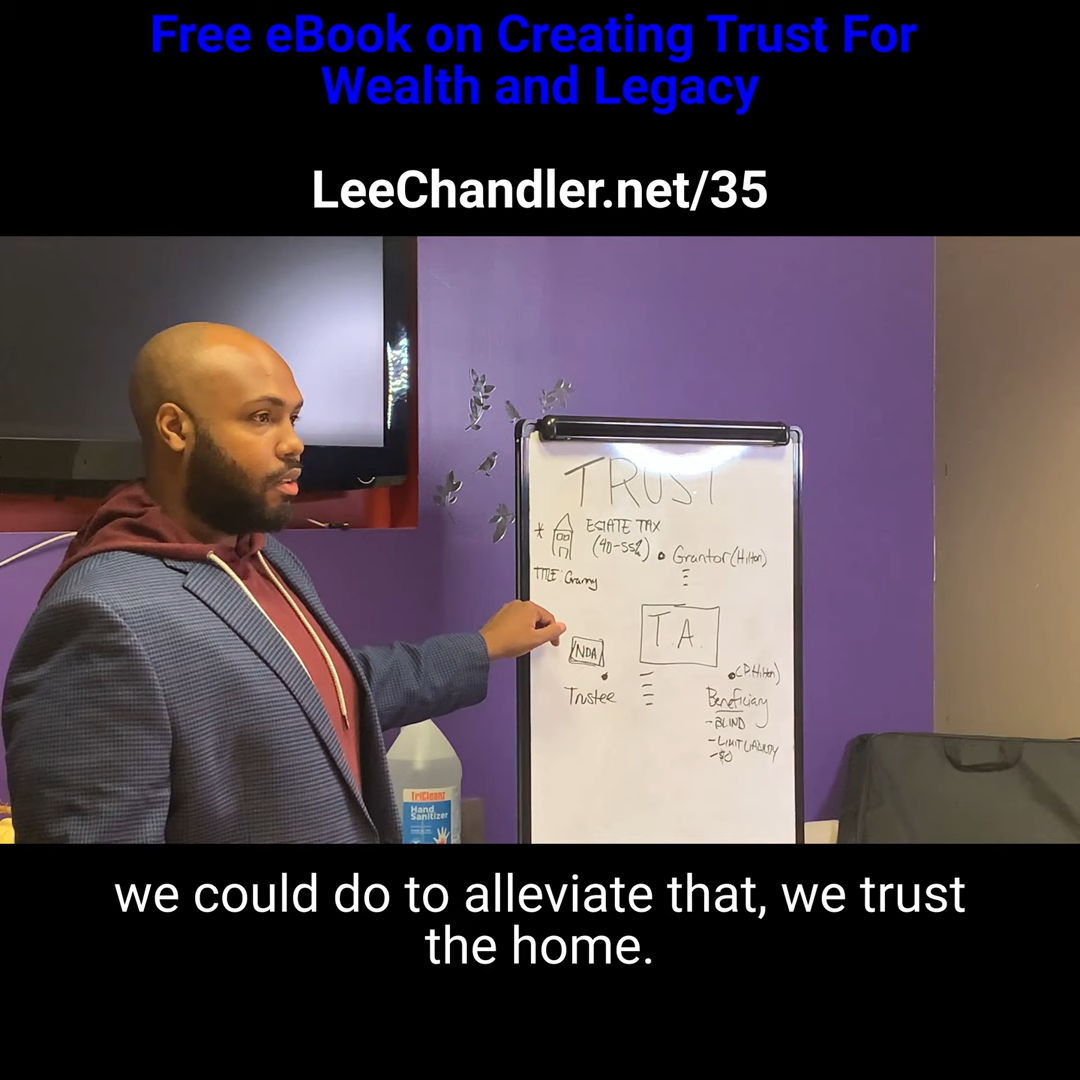 Free eBook on Creating Trust For
Wealth and Legacy
LeeChandler.net/35
TRUST
* ESTATE TAX
(40-55%)
• Grantor (Hilton)
TITLE: Granny
T.A.
NDA
• (P. Hilton)
Trustee
Beneficiary
- BLIND
- LIMIT LIABILITY
- $0
TriCleanz
Hand
Sanitizer
we could do to alleviate that, we trust
the home.